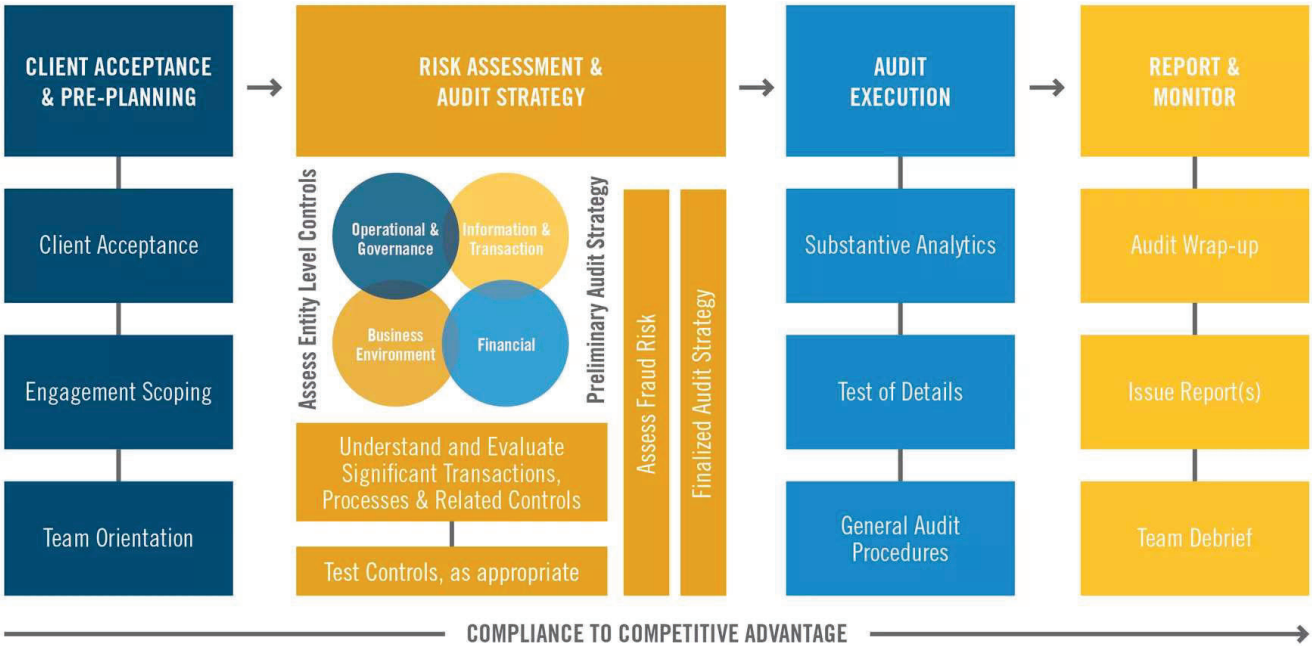 CLIENT ACCEPTANCE
& PRE-PLANNING
Client Acceptance
Engagement Scoping
Team Orientation
RISK ASSESSMENT &
AUDIT STRATEGY
Assess Entity Level Controls
Operational &
Governance
Information &
Transaction
Business
Environment
Financial
Preliminary Audit Strategy
Understand and Evaluate
Significant Transactions,
Processes & Related Controls
Test Controls, as appropriate
Assess Fraud Risk
Finalized Audit Strategy
AUDIT
EXECUTION
Substantive Analytics
Test of Details
General Audit
Procedures
REPORT &
MONITOR
Audit Wrap-up
Issue Report(s)
Team Debrief
COMPLIANCE TO COMPETITIVE ADVANTAGE